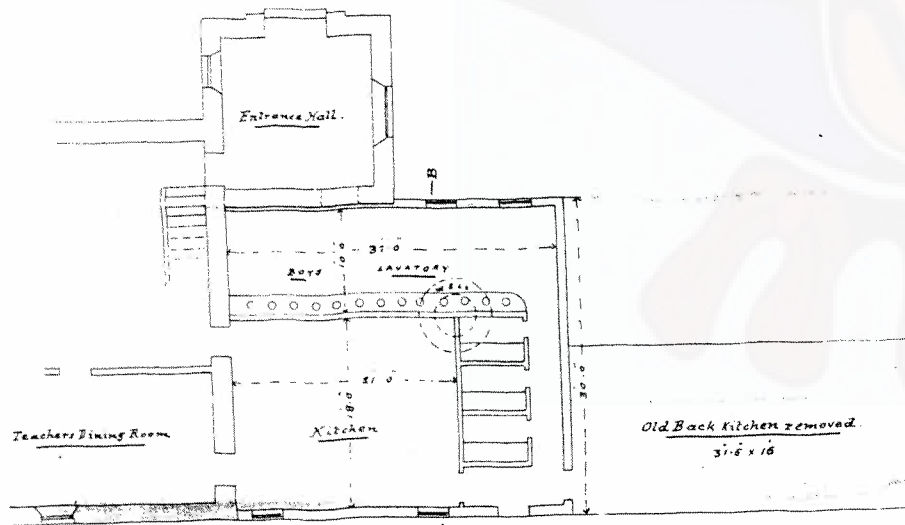 Entrance Hall.
B
31.0
10.0
BOYS LAVATORY
21.0
18.0
30.0
Teachers Dining Room
Kitchen
Old Back Kitchen removed.
31.6 x 16